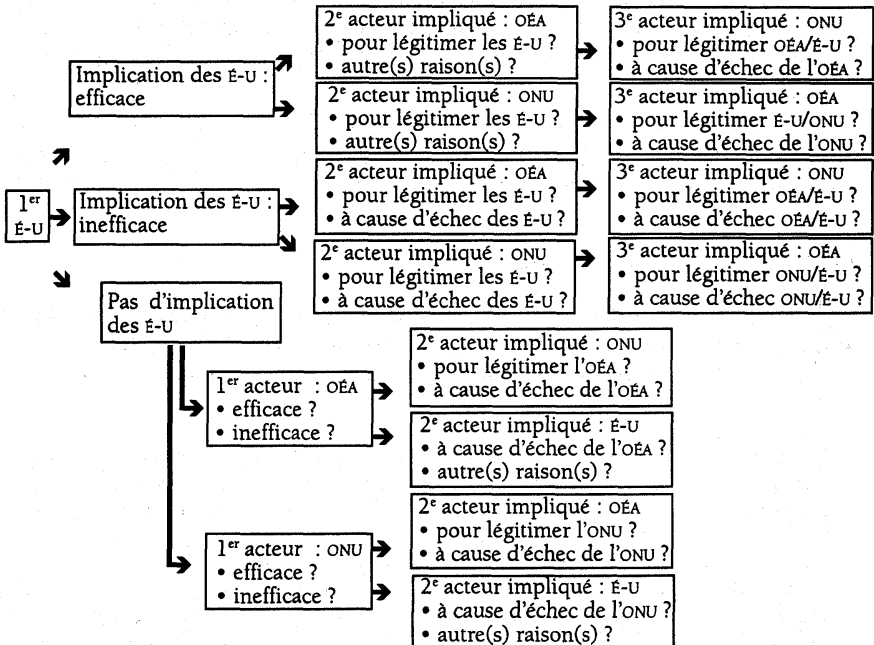 1er
É-U
Implication des É-U :
efficace
2e acteur impliqué : OÉA
• pour légitimer les É-U ?
• autre(s) raison(s) ?
3e acteur impliqué : ONU
• pour légitimer OÉA/É-U ?
• à cause d'échec de l'OÉA ?
2e acteur impliqué : ONU
• pour légitimer les É-U ?
• autre(s) raison(s) ?
3e acteur impliqué : OÉA
• pour légitimer É-U/ONU ?
• à cause d'échec de l'ONU ?
Implication des É-U :
inefficace
2e acteur impliqué : OÉA
• pour légitimer les É-U ?
• à cause d'échec des É-U ?
3e acteur impliqué : ONU
• pour légitimer OÉA/É-U ?
• à cause d'échec OÉA/É-U ?
2e acteur impliqué : ONU
• pour légitimer les É-U ?
• à cause d'échec des É-U ?
3e acteur impliqué : OÉA
• pour légitimer ONU/É-U ?
• à cause d'échec ONU/É-U ?
Pas d'implication
des É-U
1er acteur : OÉA
• efficace ?
• inefficace ?
2e acteur impliqué : ONU
• pour légitimer l'OÉA ?
• à cause d'échec de l'OÉA ?
2e acteur impliqué : É-U
• à cause d'échec de l'OÉA ?
• autre(s) raison(s) ?
1er acteur : ONU
• efficace ?
• inefficace ?
2e acteur impliqué : OÉA
• pour légitimer l'ONU ?
• à cause d'échec de l'ONU ?
2e acteur impliqué : É-U
• à cause d'échec de l'ONU ?
• autre(s) raison(s) ?